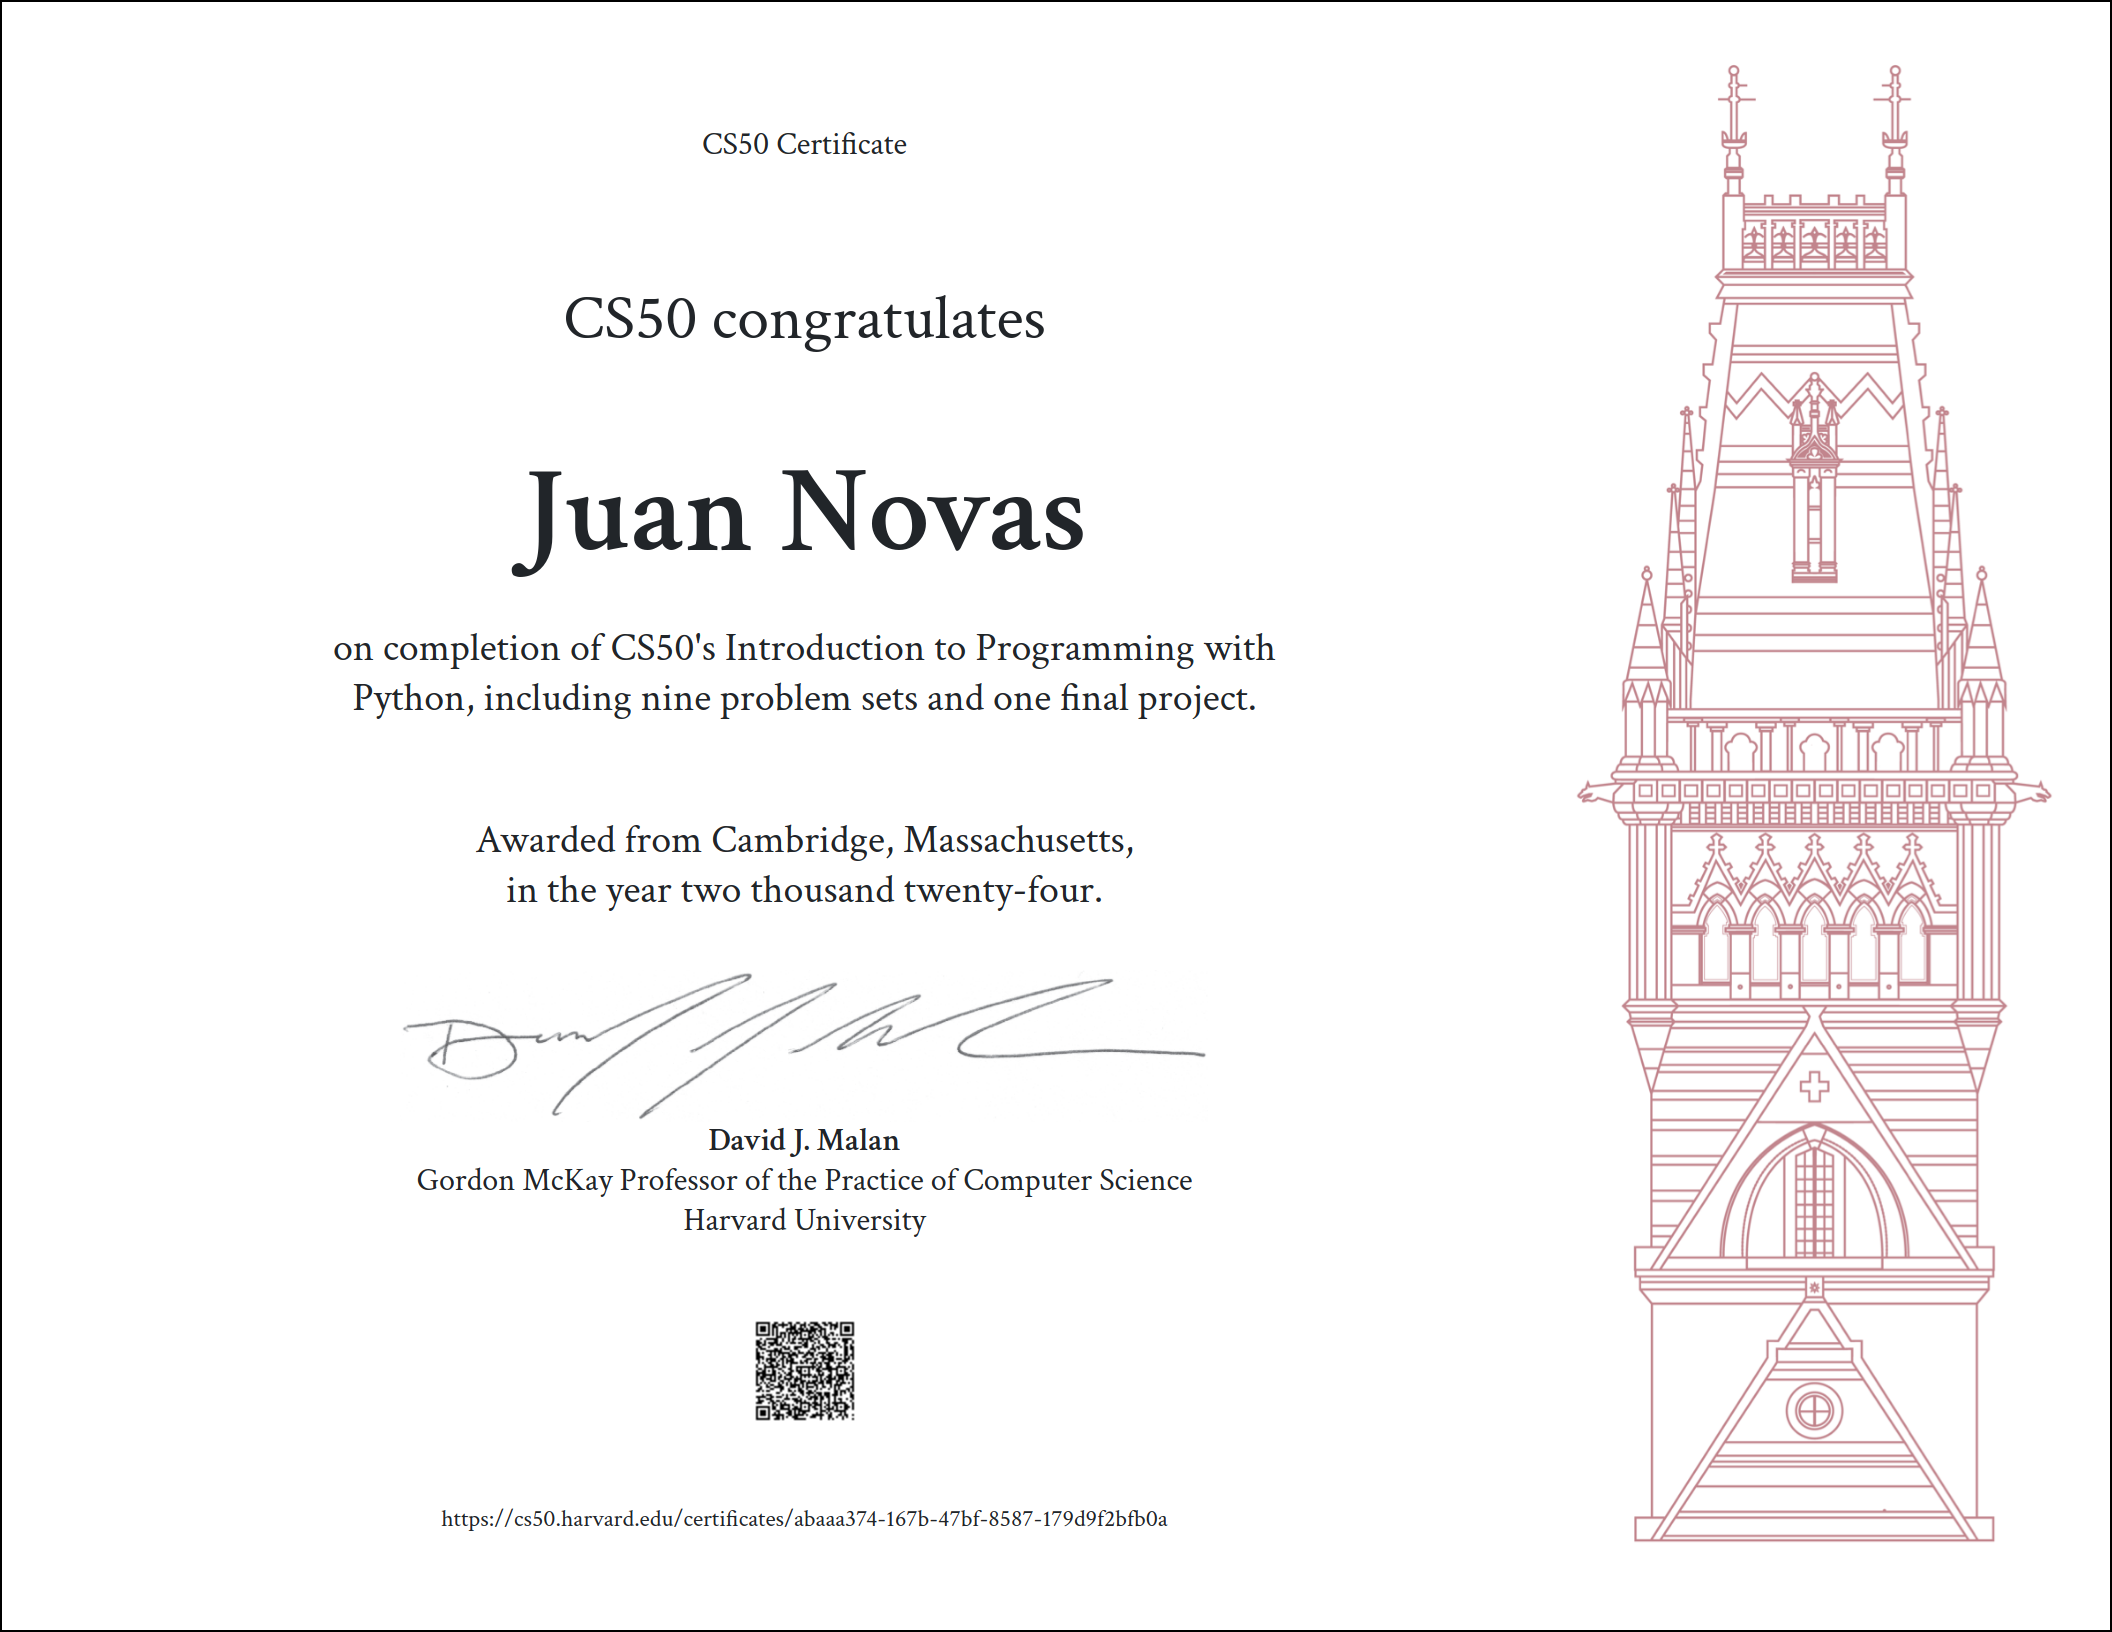 CS50 Certificate
CS50 congratulates
Juan Novas
on completion of CS50's Introduction to Programming with
Python, including nine problem sets and one final project.
Awarded from Cambridge, Massachusetts,
in the year two thousand twenty-four.
David J. Malan
Gordon McKay Professor of the Practice of Computer Science
Harvard University
https://cs50.harvard.edu/certificates/abaaa374-167b-47bf-8587-179d9f2bfb0a